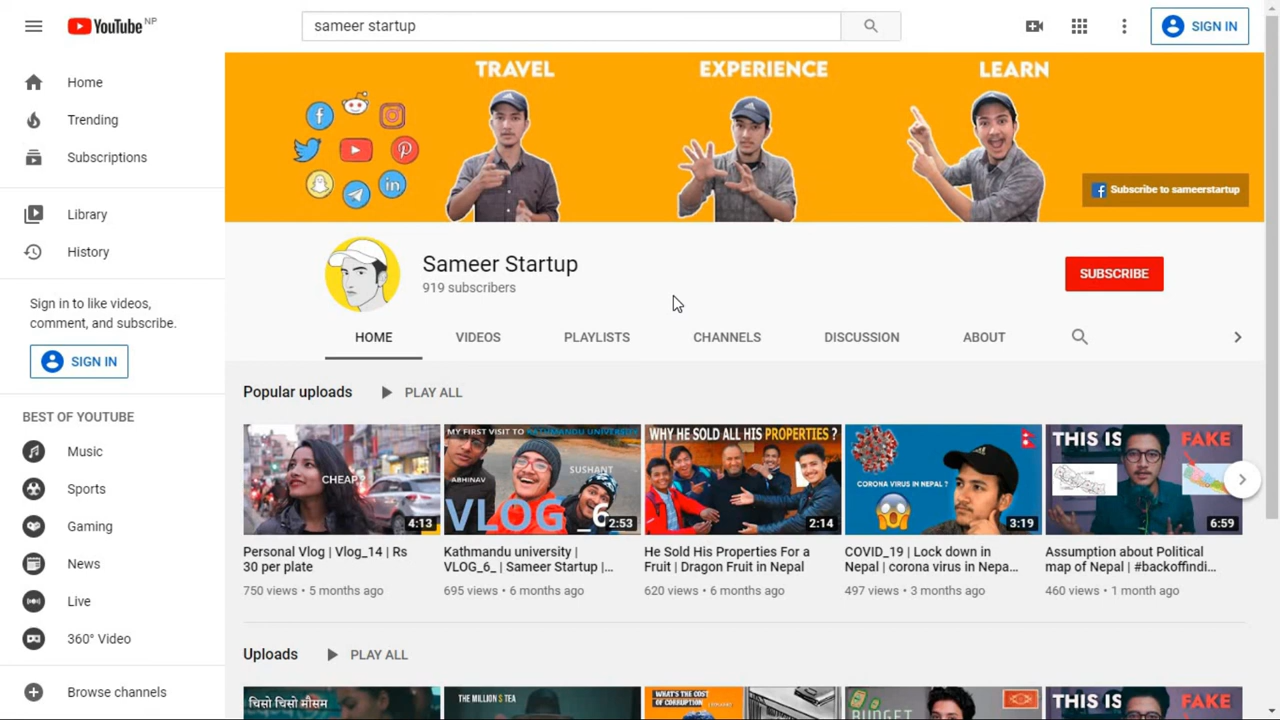 YouTube NP
sameer startup
SIGN IN
Home
Trending
Subscriptions
Library
History
Sign in to like videos,
comment, and subscribe.
SIGN IN
BEST OF YOUTUBE
Music
Sports
Gaming
News
Live
360° Video
Browse channels
TRAVEL EXPERIENCE LEARN
Subscribe to sameerstartup
Sameer Startup
919 subscribers
SUBSCRIBE
HOME VIDEOS PLAYLISTS CHANNELS DISCUSSION ABOUT
Popular uploads PLAY ALL
CHEAP?
4:13
Personal Vlog | Vlog_14 | Rs
30 per plate
750 views • 5 months ago
MY FIRST VISIT TO KATHMANDU UNIVERSITY
SUSHANT
ABHINAV
VLOG _6
2:53
Kathmandu university |
VLOG_6_ | Sameer Startup |...
695 views • 6 months ago
WHY HE SOLD ALL HIS PROPERTIES ?
2:14
He Sold His Properties For a
Fruit | Dragon Fruit in Nepal
620 views • 6 months ago
CORONA VIRUS IN NEPAL ?
3:19
COVID_19 | Lock down in
Nepal | corona virus in Nepa...
497 views • 3 months ago
THIS IS FAKE
6:59
Assumption about Political
map of Nepal | #backoffindi...
460 views • 1 month ago
Uploads PLAY ALL
चिसो चिसो मौसम
THE MILLION $ TEA
WHAT'S THE COST
OF CORRUPTION
BUDGET
THIS IS FAKE